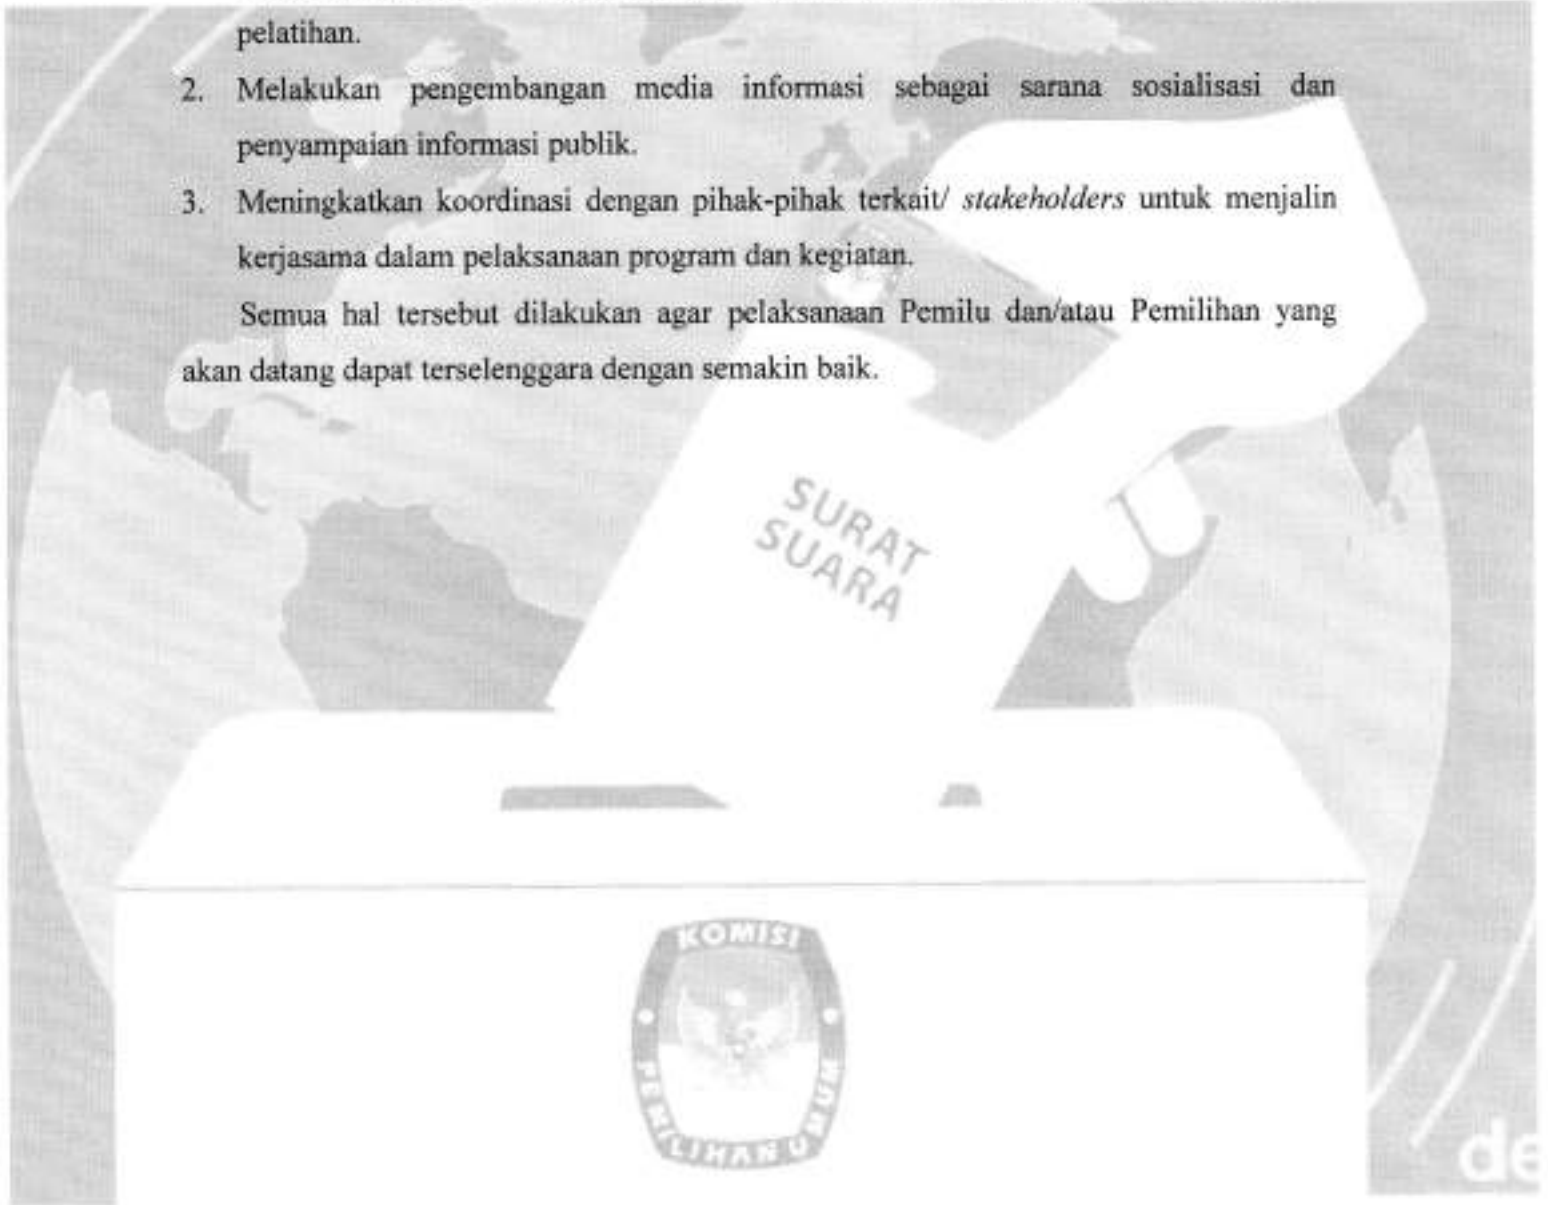 pelatihan.
2. Melakukan pengembangan media informasi sebagai sarana sosialisasi dan
penyampaian informasi publik.
3. Meningkatkan koordinasi dengan pihak-pihak terkait/ stakeholders untuk menjalin
kerjasama dalam pelaksanaan program dan kegiatan.
Semua hal tersebut dilakukan agar pelaksanaan Pemilu dan/atau Pemilihan yang
akan datang dapat terselenggara dengan semakin baik.
SURAT
SUARA
KOMISI
PEMILIHAN UMUM
de